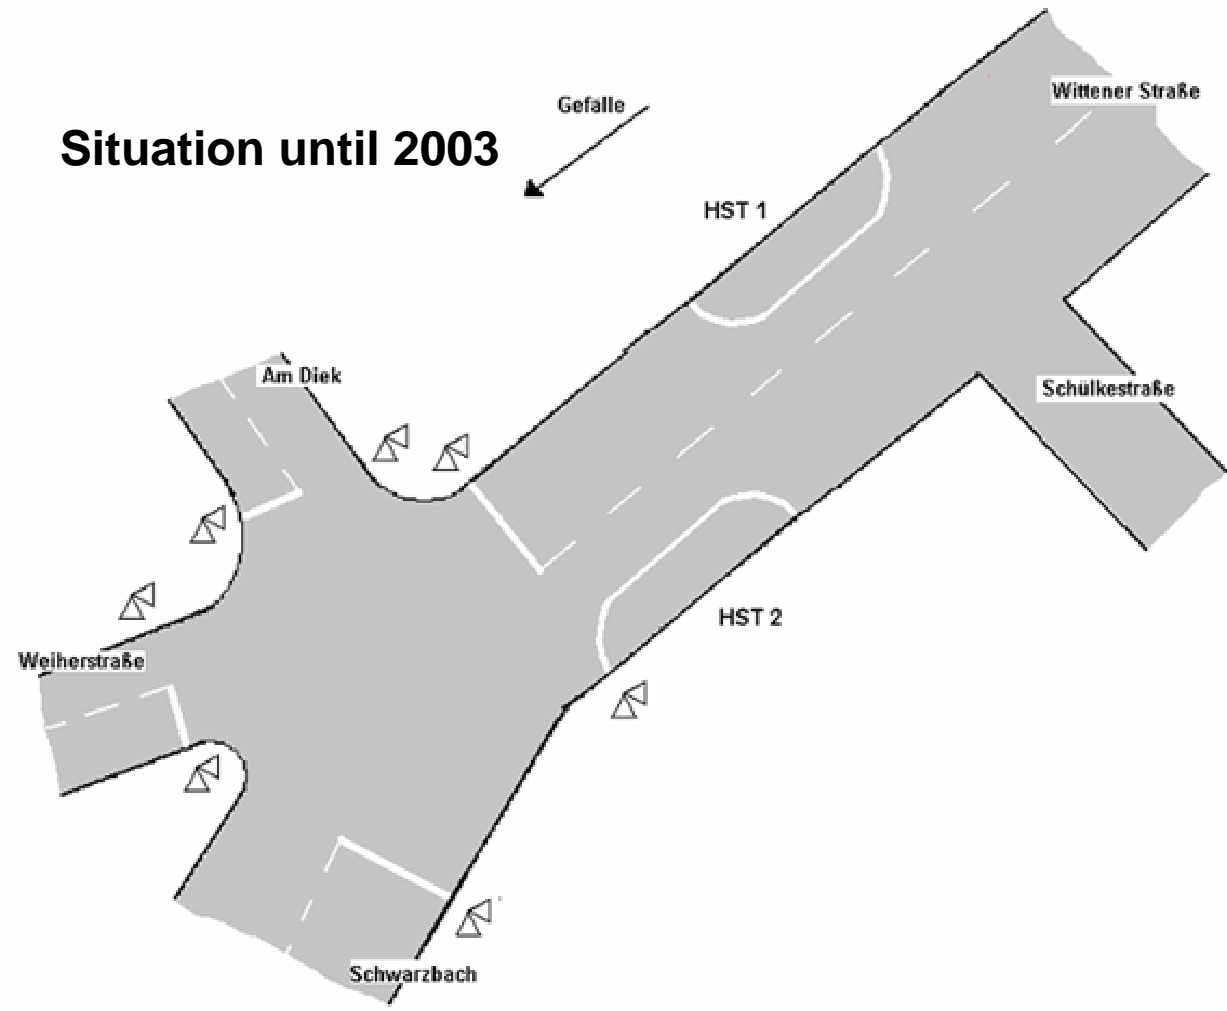 Wittener Straße
Gefälle
Situation until 2003
HST 1
Am Diek
Schülkestraße
HST 2
Weiherstraße
Schwarzbach